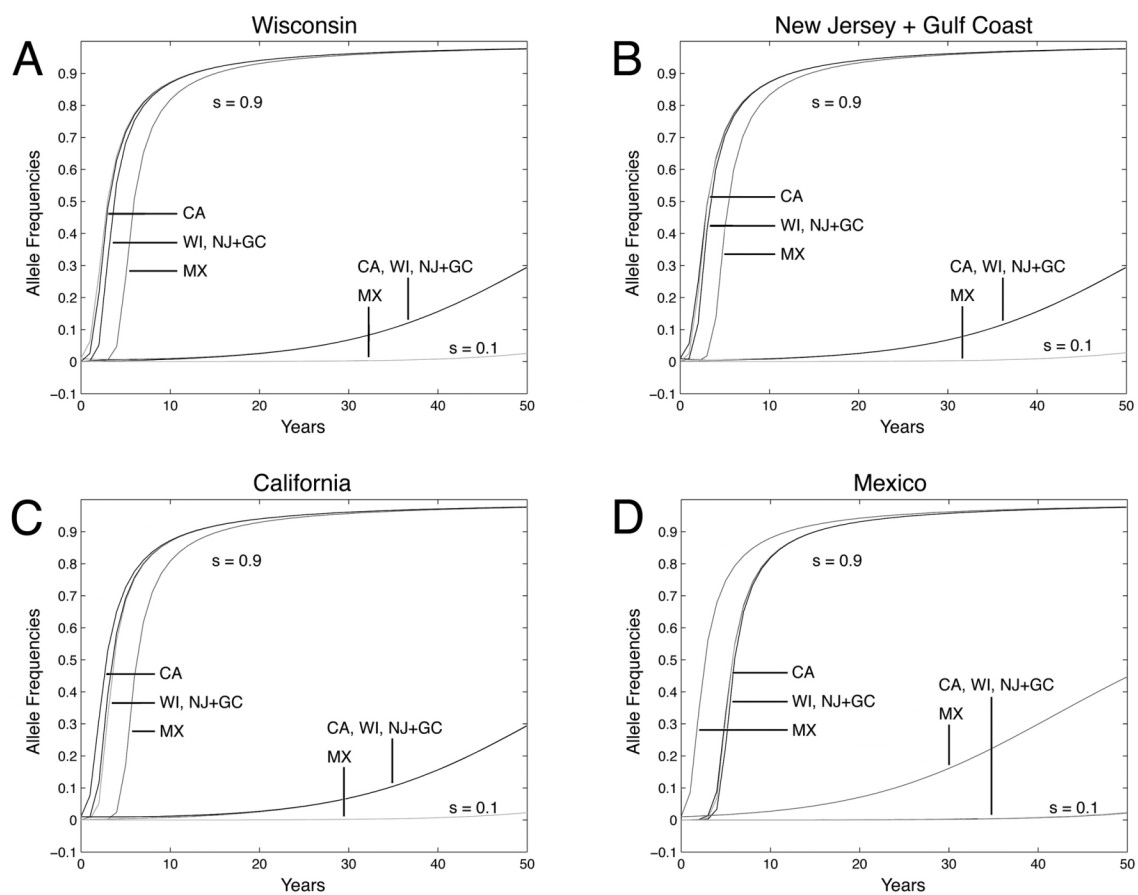 A
Wisconsin
Allele Frequencies
0.9
0.8
0.7
0.6
0.5
0.4
0.3
0.2
0.1
0
−0.1
s = 0.9
CA
WI, NJ+GC
MX
CA, WI, NJ+GC
MX
s = 0.1
0 10 20 30 40 50
Years
B
New Jersey + Gulf Coast
Allele Frequencies
0.9
0.8
0.7
0.6
0.5
0.4
0.3
0.2
0.1
0
−0.1
s = 0.9
CA
WI, NJ+GC
MX
CA, WI, NJ+GC
MX
s = 0.1
0 10 20 30 40 50
Years
C
California
Allele Frequencies
0.9
0.8
0.7
0.6
0.5
0.4
0.3
0.2
0.1
0
−0.1
s = 0.9
CA
WI, NJ+GC
MX
CA, WI, NJ+GC
MX
s = 0.1
0 10 20 30 40 50
Years
D
Mexico
Allele Frequencies
0.9
0.8
0.7
0.6
0.5
0.4
0.3
0.2
0.1
0
−0.1
s = 0.9
CA
WI, NJ+GC
MX
CA, WI, NJ+GC
MX
s = 0.1
0 10 20 30 40 50
Years